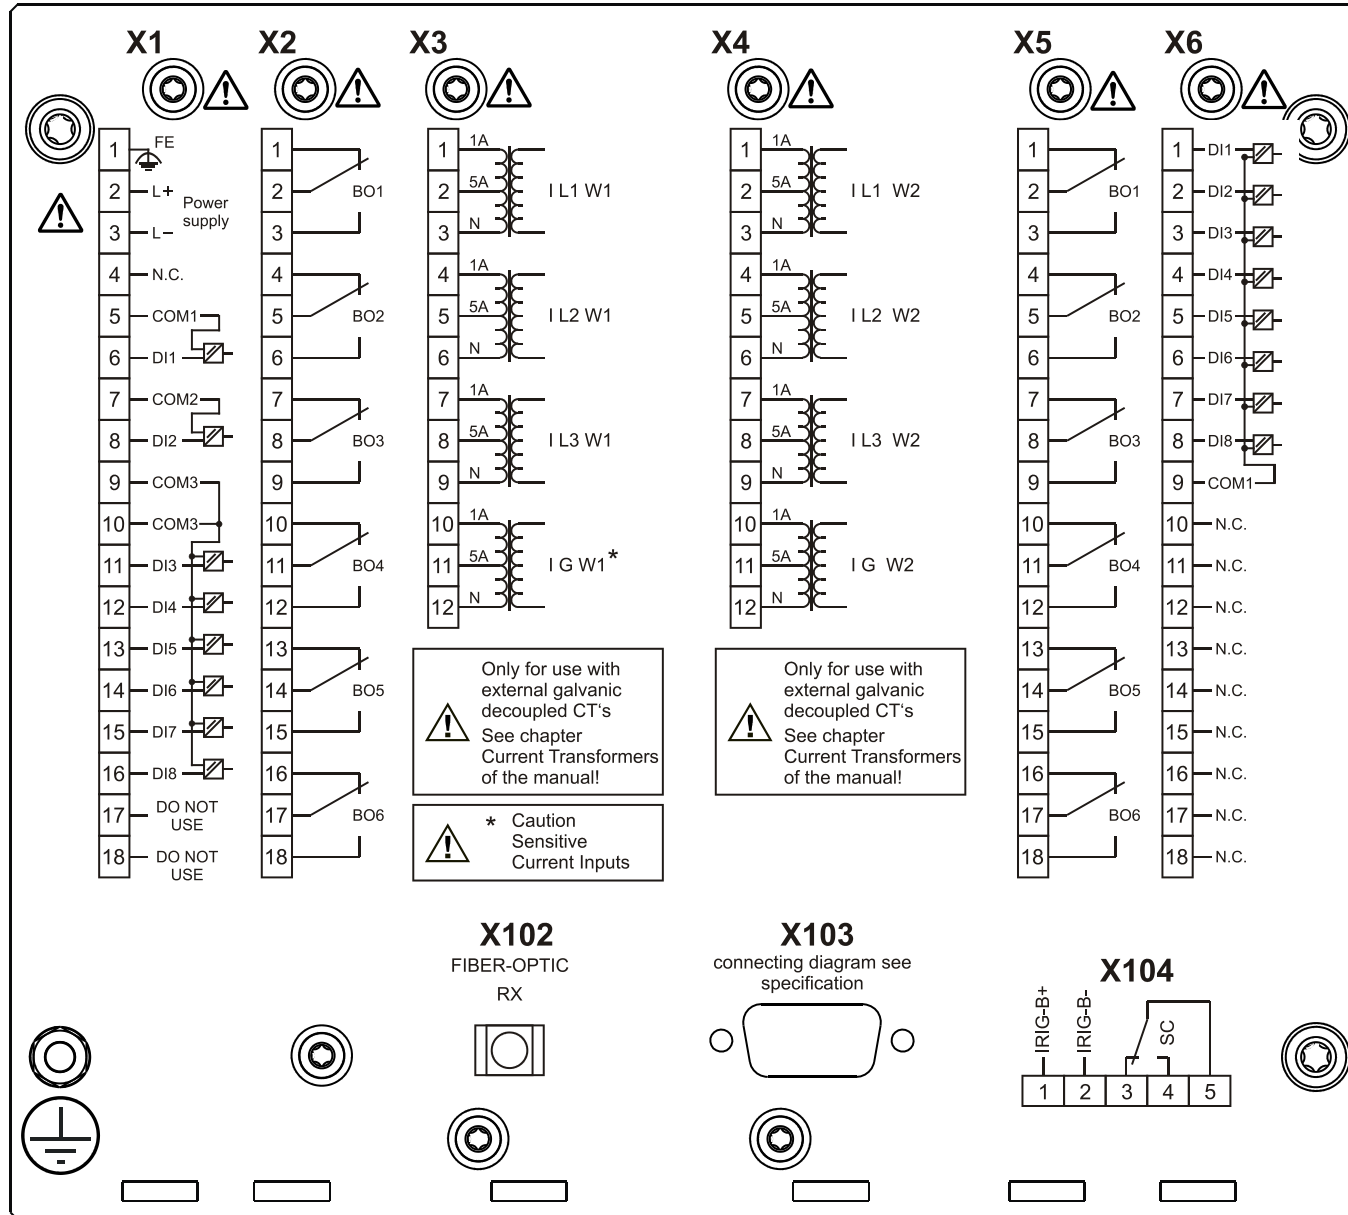 X1 X2 X3 X4 X5 X6
1 FE
2 L+
Power
supply
3 L–
4 N.C.
5 COM1
6 DI1
7 COM2
8 DI2
9 COM3
10 COM3
11 DI3
12 DI4
13 DI5
14 DI6
15 DI7
16 DI8
17 DO NOT
USE
18 DO NOT
USE
1
2 BO1
3
4
5 BO2
6
7
8 BO3
9
10
11 BO4
12
13
14 BO5
15
16
17 BO6
18
1 1A
2 5A I L1 W1
3 N
4 1A
5 5A I L2 W1
6 N
7 1A
8 5A I L3 W1
9 N
10 1A
11 5A I G W1*
12 N
Only for use with
external galvanic
decoupled CT‘s
See chapter
Current Transformers
of the manual!
* Caution
Sensitive
Current Inputs
1 1A
2 5A I L1 W2
3 N
4 1A
5 5A I L2 W2
6 N
7 1A
8 5A I L3 W2
9 N
10 1A
11 5A I G W2
12 N
Only for use with
external galvanic
decoupled CT‘s
See chapter
Current Transformers
of the manual!
1
2 BO1
3
4
5 BO2
6
7
8 BO3
9
10
11 BO4
12
13
14 BO5
15
16
17 BO6
18
1 DI1
2 DI2
3 DI3
4 DI4
5 DI5
6 DI6
7 DI7
8 DI8
9 COM1
10 N.C.
11 N.C.
12 N.C.
13 N.C.
14 N.C.
15 N.C.
16 N.C.
17 N.C.
18 N.C.
X102
FIBER-OPTIC
RX
X103
connecting diagram see
specification
X104
IRIG-B+
IRIG-B-
SC
1 2 3 4 5